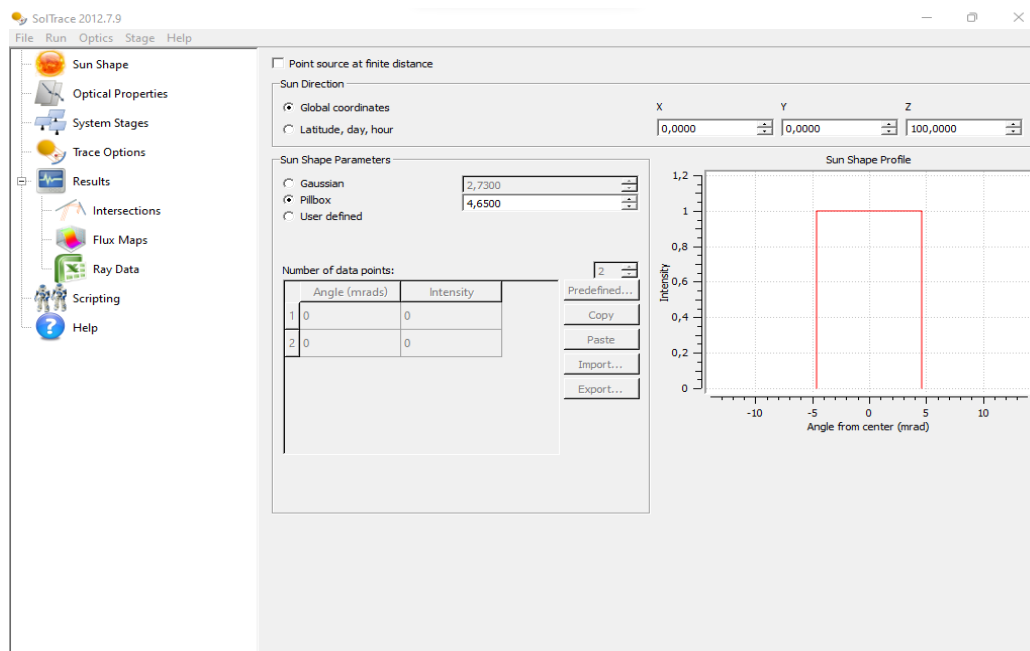 SolTrace 2012.7.9
File Run Optics Stage Help
Sun Shape
Optical Properties
System Stages
Trace Options
Results
Intersections
Flux Maps
Ray Data
Scripting
Help
Point source at finite distance
Sun Direction
Global coordinates
Latitude, day, hour
X Y Z
0,0000 0,0000 100,0000
Sun Shape Parameters
Gaussian 2,7300
Pillbox 4,6500
User defined
Number of data points: 2
Angle (mrads) Intensity
1 0 0
2 0 0
Predefined...
Copy
Paste
Import...
Export...
Sun Shape Profile
1,2
1
0,8
0,6
0,4
0,2
0
Intensity
-10 -5 0 5 10
Angle from center (mrad)